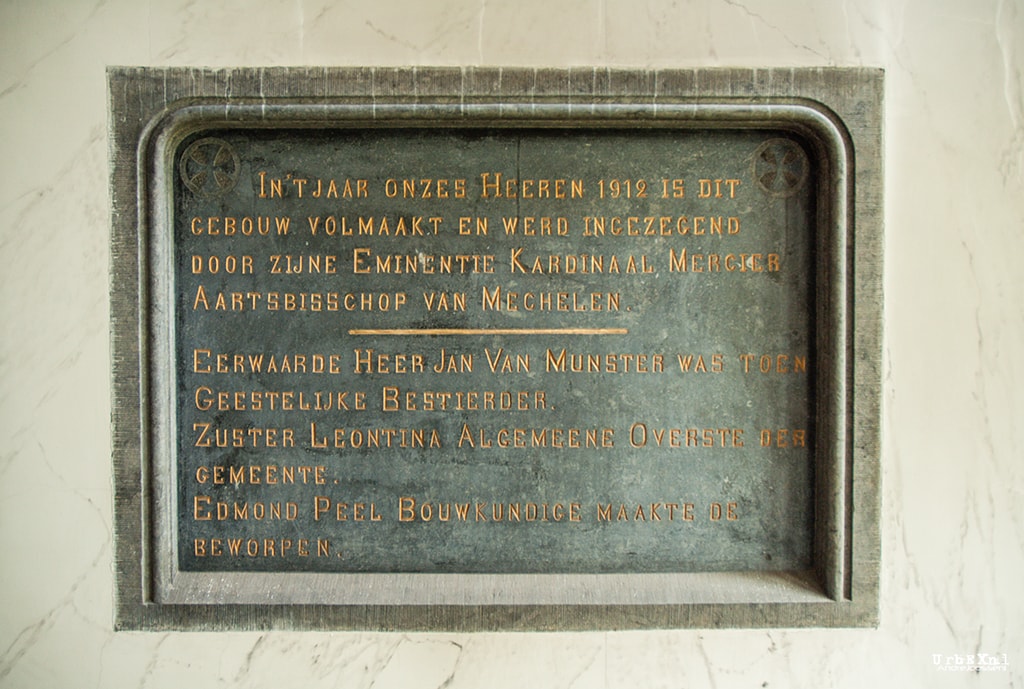 In 't jaar onzes Heeren 1912 is dit
gebouw volmaakt en werd ingezegend
door zijne Eminentie Kardinaal Mercier
Aartsbisschop van Mechelen.
Eerwaarde Heer Jan Van Munster was toen
Geestelijke Bestierder.
Zuster Leontina Algemeene Overste der
gemeente.
Edmond Peel Bouwkundige maakte de
beworpen.
UrbEXnl